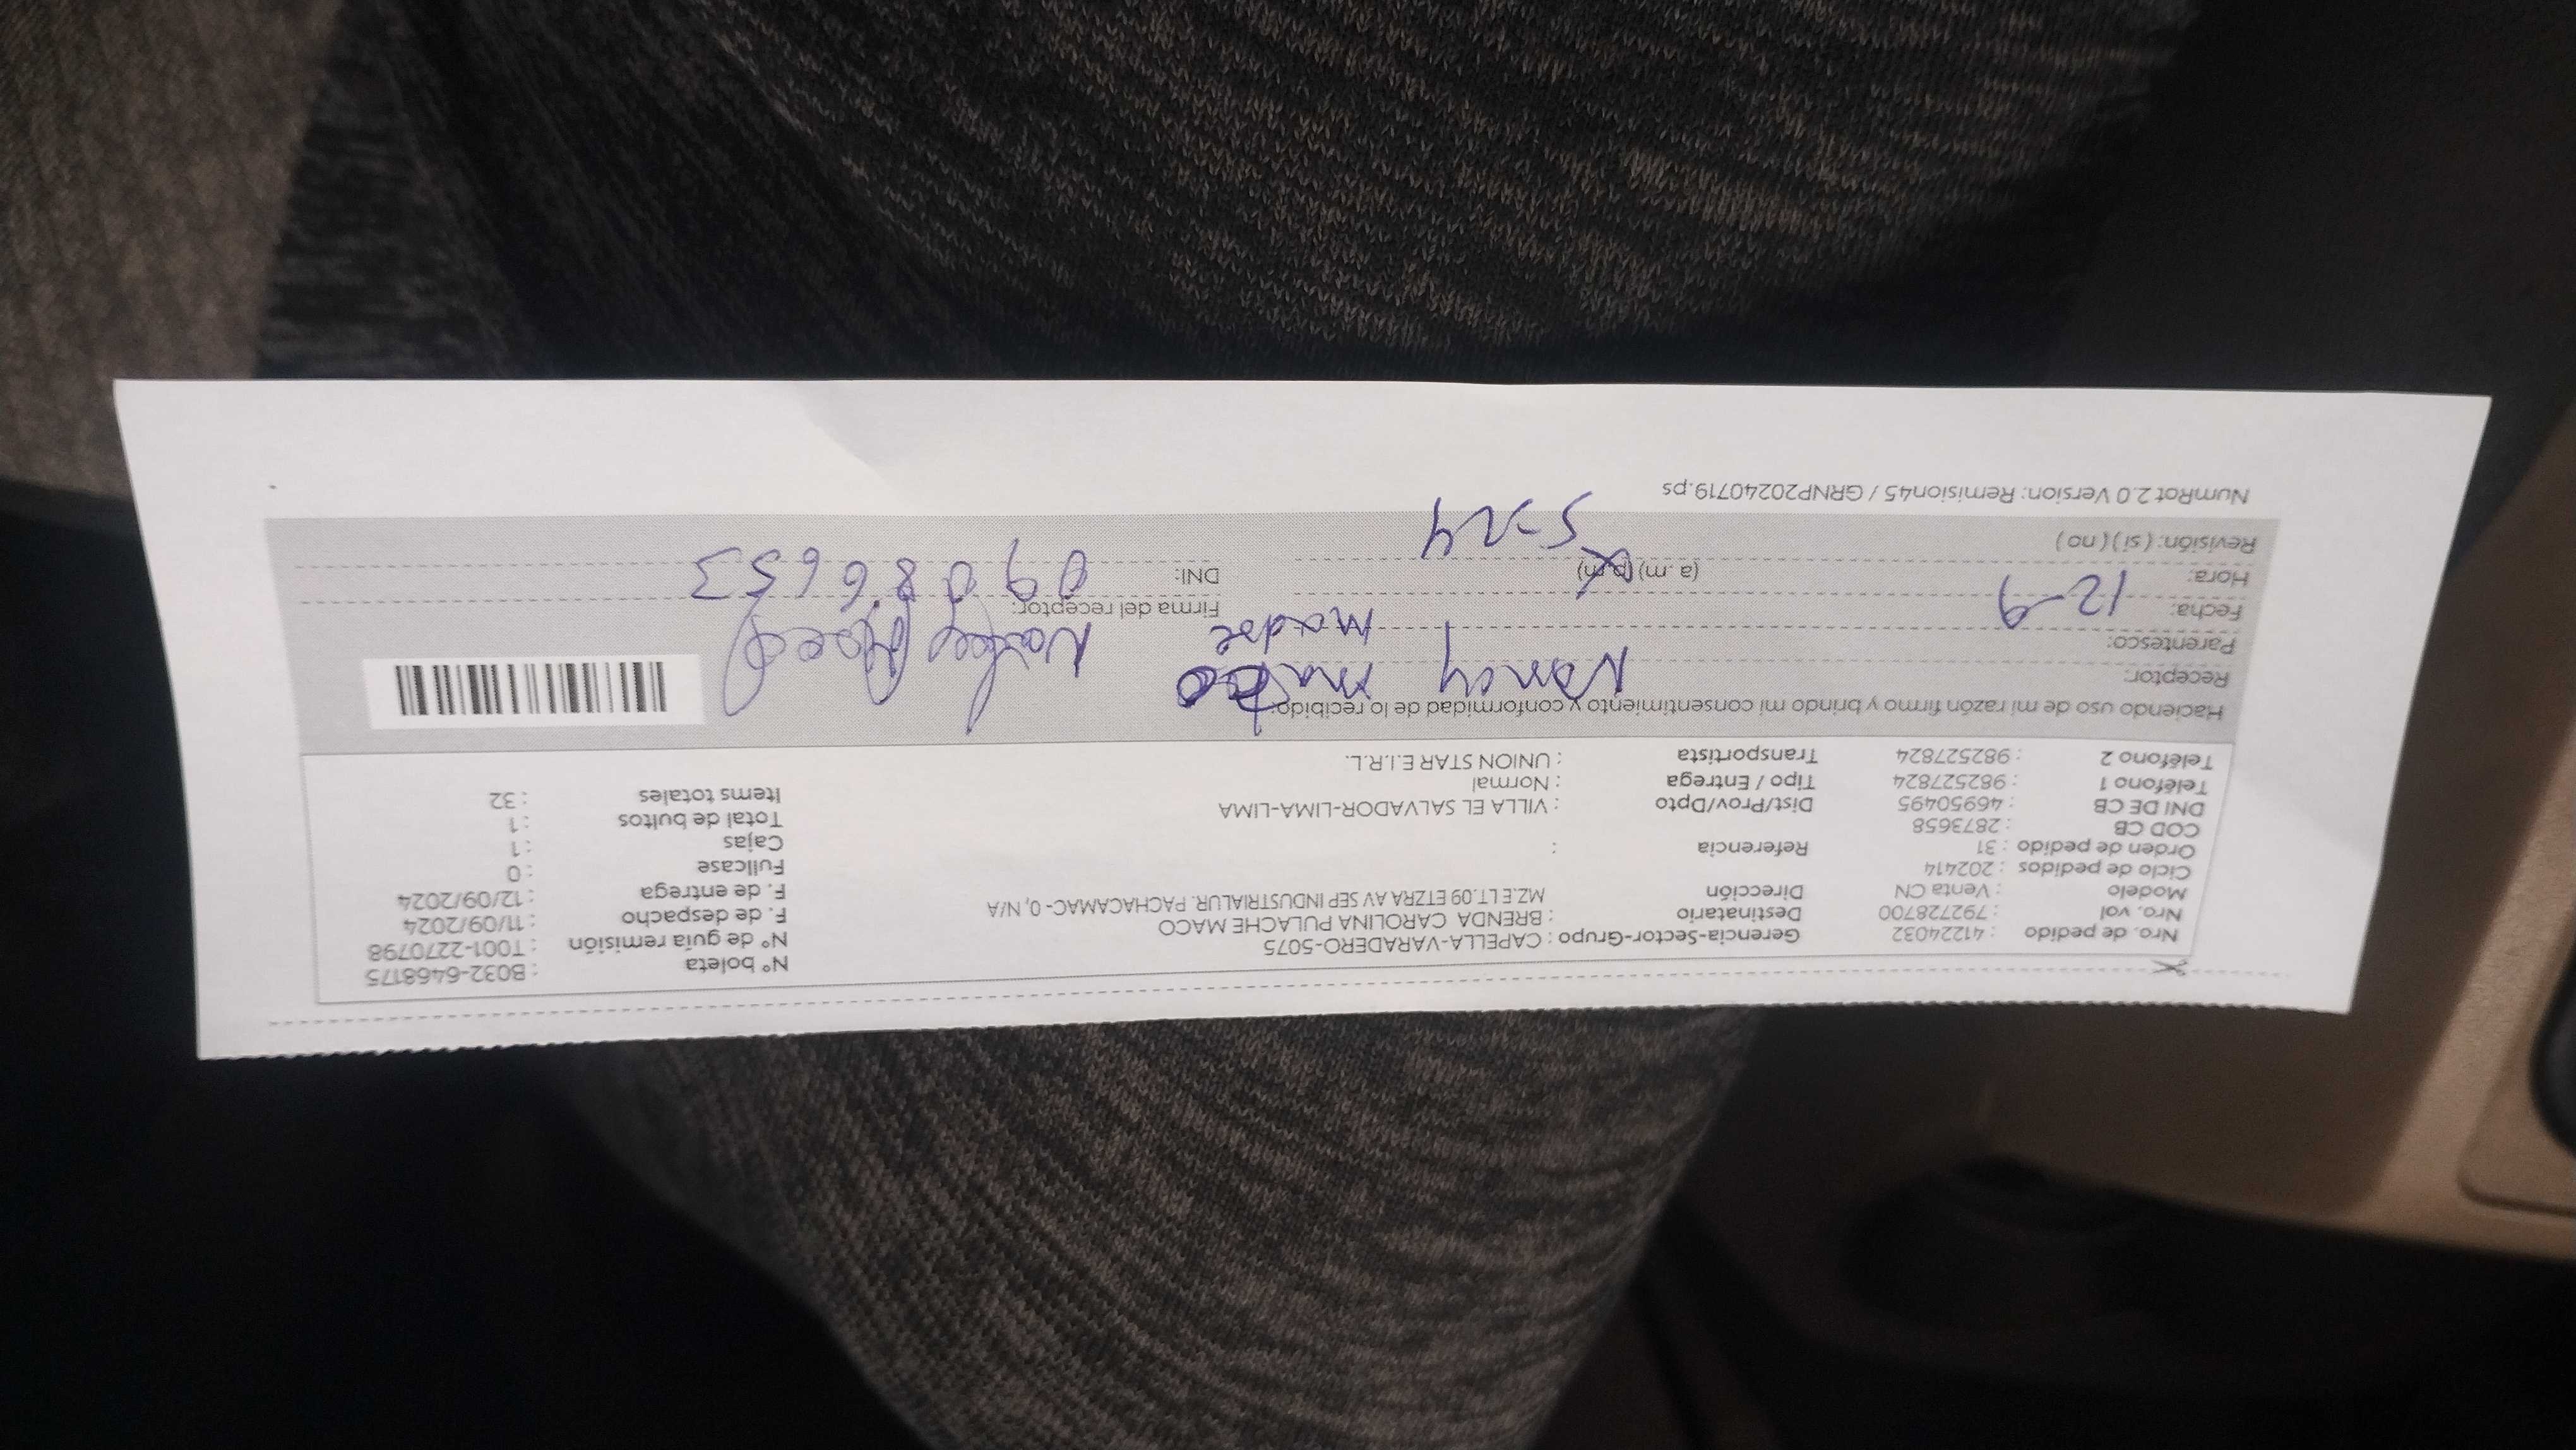 Nro. de pedido : 41224032 Gerencia-Sector-Grupo : CAPELLA-VARADERO-5075 N° boleta : B032-6468175
Nro. vol : 792728700 Destinatario : BRENDA CAROLINA PULACHE MACO N° de guía remisión : T001-2270798
Modelo : Venta CN Dirección MZ.E LT.09 ETZRA AV SEP INDUSTRIALUR. PACHACAMAC- 0, N/A F. de despacho : 11/09/2024
Ciclo de pedidos : 202414 F. de entrega : 12/09/2024
Orden de pedido : 31 Referencia : Fullcase : 0
COD CB : 2873658 Cajas : 1
DNI DE CB : 46950495 Dist/Prov/Dpto : VILLA EL SALVADOR-LIMA-LIMA Total de bultos : 1
Teléfono 1 : 982527824 Tipo / Entrega : Normal Items totales : 32
Teléfono 2 : 982527824 Transportista : UNION STAR E.I.R.L.
Haciendo uso de mi razón firmo y brindo mi consentimiento y conformidad de lo recibido:
Receptor: Nancy
Parentesco: madre
Fecha: 12-9 Firma del receptor:
Hora: (a.m) (p.m) 5-24 DNI: 09086653
Revisión: (si) (no)
NumRot 2.0 Version: Remision45 / GRNP20240719.ps